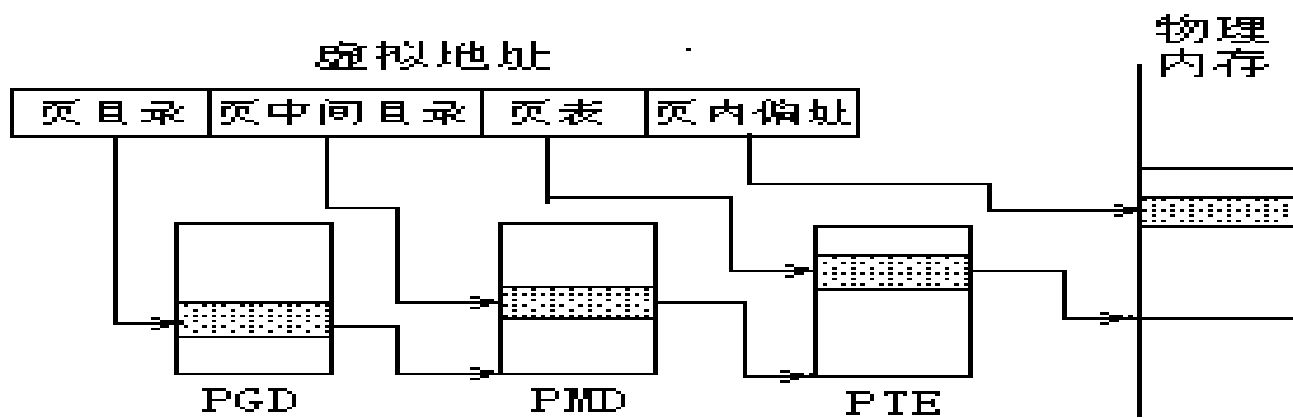 虚拟地址
物理
内存
页目录 页中间目录 页表 页内偏址
PGD
PMD
PTE